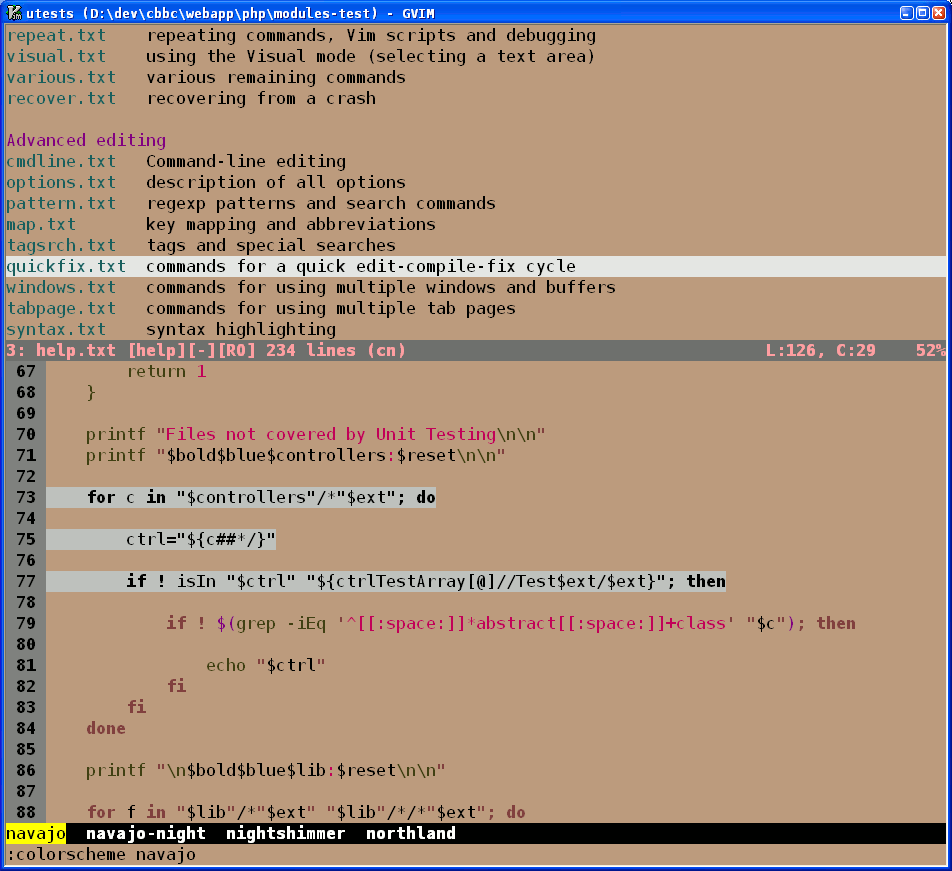 utests (D:\dev\cbbc\webapp\php\modules-test) - GVIM
repeat.txt    repeating commands, Vim scripts and debugging
visual.txt    using the Visual mode (selecting a text area)
various.txt   various remaining commands
recover.txt   recovering from a crash
Advanced editing
cmdline.txt   Command-line editing
options.txt   description of all options
pattern.txt   regexp patterns and search commands
map.txt       key mapping and abbreviations
tagsrch.txt   tags and special searches
quickfix.txt  commands for a quick edit-compile-fix cycle
windows.txt   commands for using multiple windows and buffers
tabpage.txt   commands for using multiple tab pages
syntax.txt    syntax highlighting
3: help.txt [help][-][RO] 234 lines (cn)    L:126, C:29    52%
67         return 1
68     }
69
70     printf "Files not covered by Unit Testing\n\n"
71     printf "$bold$blue$controllers:$reset\n\n"
72
73     for c in "$controllers"/*"$ext"; do
74
75         ctrl="${c##*/}"
76
77         if ! isIn "$ctrl" "${ctrlTestArray[@]//Test$ext/$ext}"; then
78
79             if ! $(grep -iEq '^[[:space:]]*abstract[[:space:]]+class' "$c"); then
80
81                 echo "$ctrl"
82             fi
83         fi
84     done
85
86     printf "\n$bold$blue$lib:$reset\n\n"
87
88     for f in "$lib"/*"$ext" "$lib"/*/*"$ext"; do
navajo  navajo-night  nightshimmer  northland
:colorscheme navajo